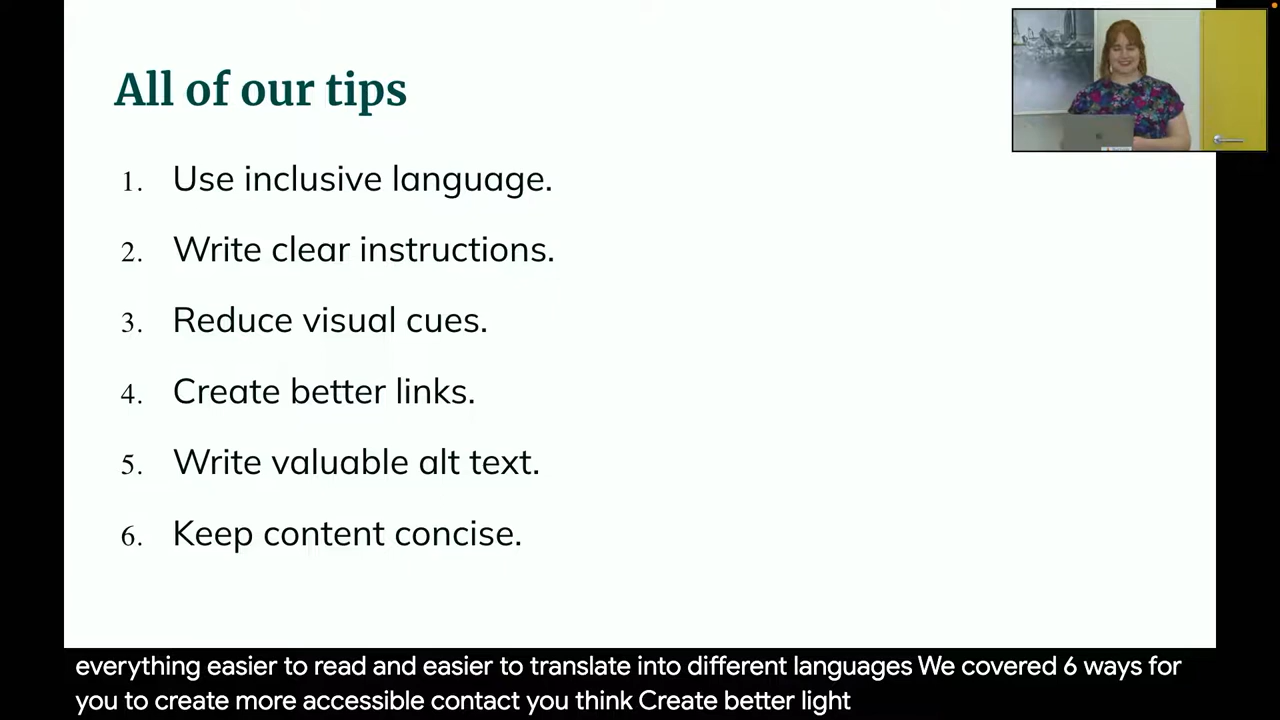 All of our tips
1. Use inclusive language.
2. Write clear instructions.
3. Reduce visual cues.
4. Create better links.
5. Write valuable alt text.
6. Keep content concise.
everything easier to read and easier to translate into different languages We covered 6 ways for
you to create more accessible contact you think Create better light